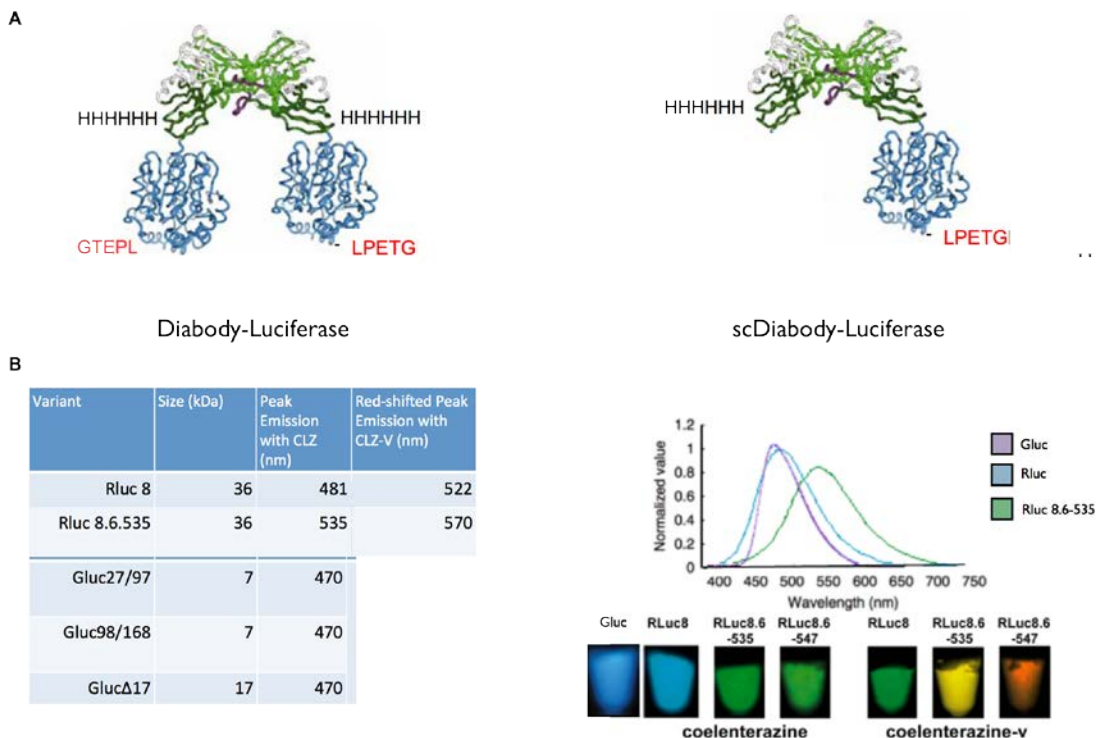 A
HHHHHH
HHHHHH
GTEPL
- LPETG
Diabody-Luciferase
HHHHHH
- LPETG
scDiabody-Luciferase
B
Variant Size (kDa) Peak Emission with CLZ (nm) Red-shifted Peak Emission with CLZ-V (nm)
Rluc 8 36 481 522
Rluc 8.6.535 36 535 570
Gluc27/97 7 470
Gluc98/168 7 470
GlucΔ17 17 470
Normalized value
1.2
1
0.8
0.6
0.4
0.2
0
400 450 500 550 600 650 700 750
Wavelength (nm)
Gluc
Rluc
Rluc 8.6-535
Gluc RLuc8 RLuc8.6 -535 RLuc8.6 -547 RLuc8 RLuc8.6 -535 RLuc8.6 -547
coelenterazine coelenterazine-v